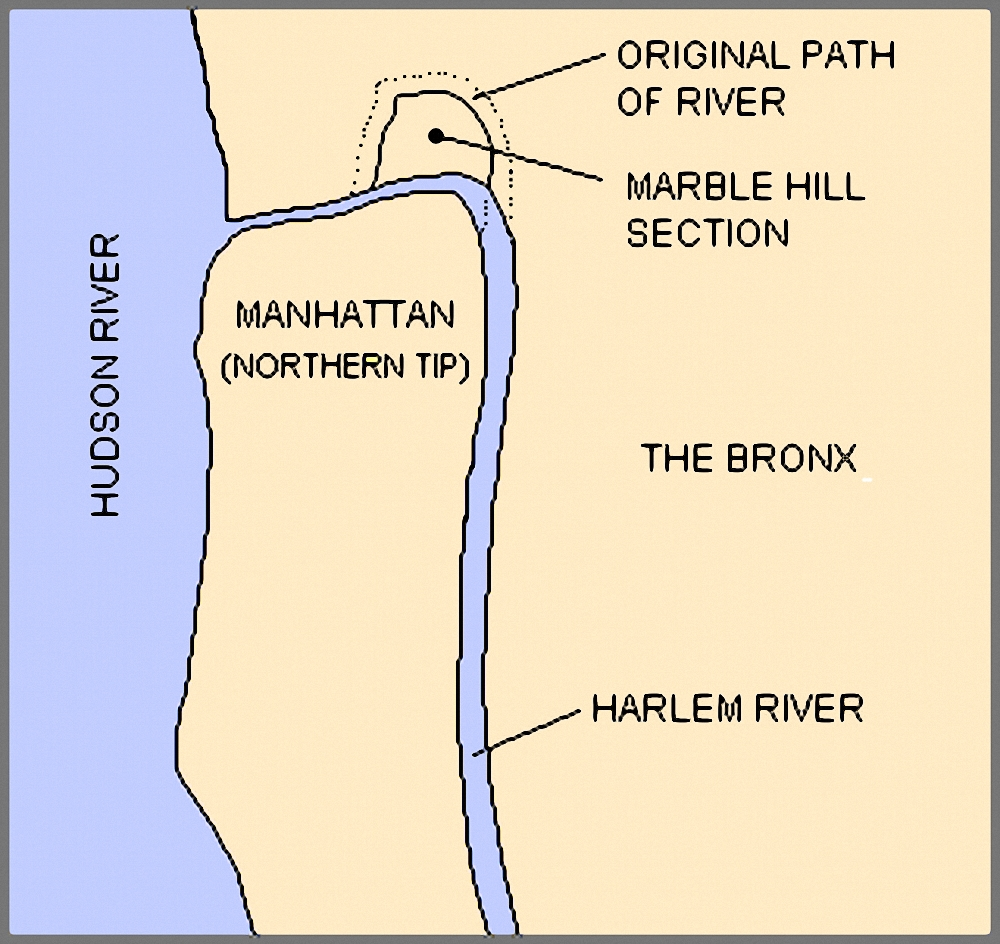 ORIGINAL PATH
OF RIVER
MARBLE HILL
SECTION
HUDSON RIVER
MANHATTAN
(NORTHERN TIP)
THE BRONX
HARLEM RIVER